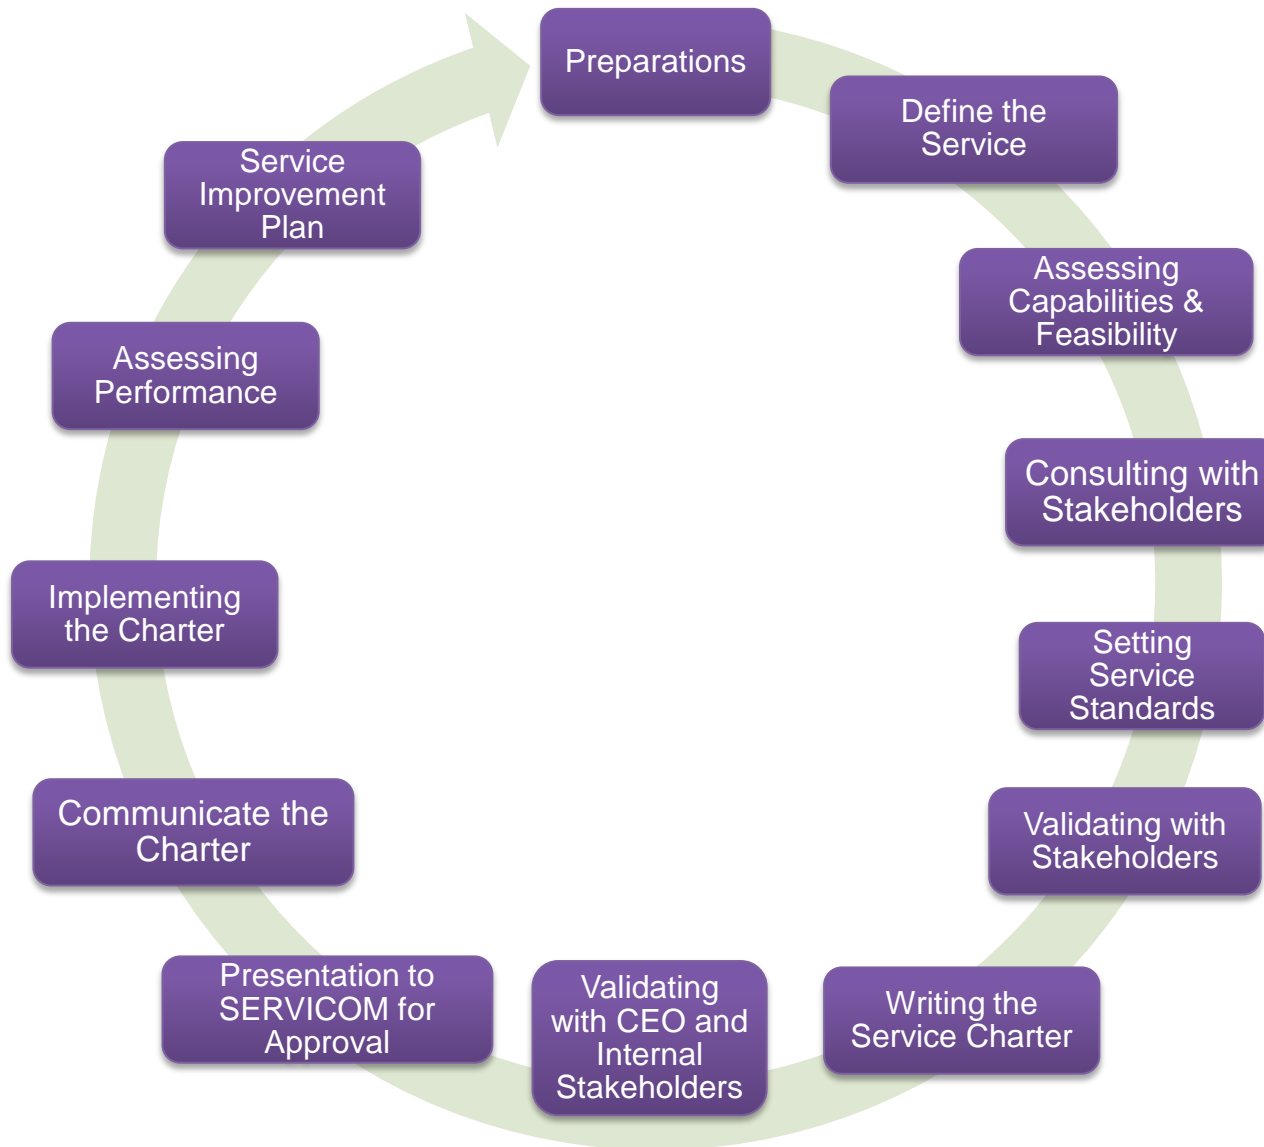 Preparations
Define the
Service
Assessing
Capabilities &
Feasibility
Consulting with
Stakeholders
Setting
Service
Standards
Validating with
Stakeholders
Writing the
Service Charter
Validating
with CEO and
Internal
Stakeholders
Presentation to
SERVICOM for
Approval
Communicate the
Charter
Implementing
the Charter
Assessing
Performance
Service
Improvement
Plan